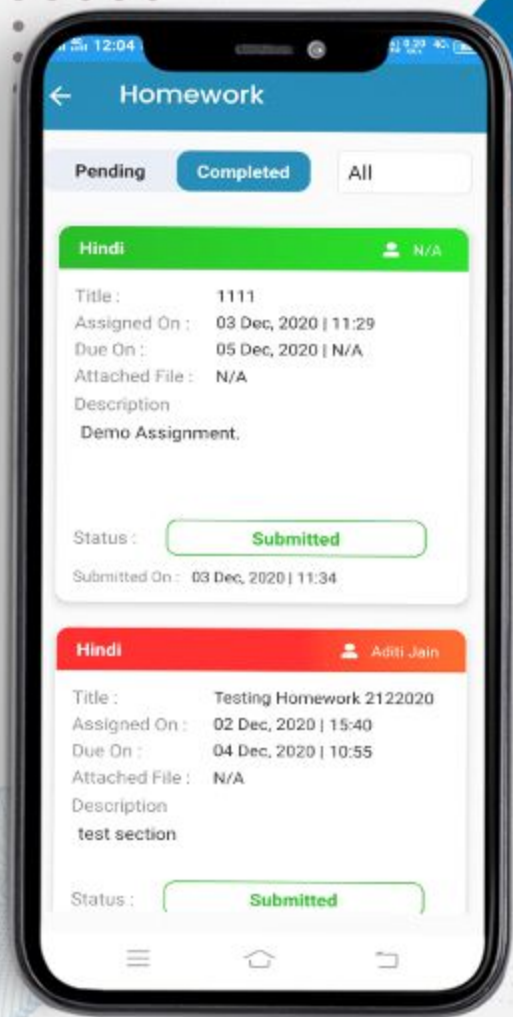 12:04
Homework
Pending Completed All
Hindi N/A
Title : 1111
Assigned On : 03 Dec, 2020 | 11:29
Due On : 05 Dec, 2020 | N/A
Attached File : N/A
Description
Demo Assignment.
Status : Submitted
Submitted On : 03 Dec, 2020 | 11:34
Hindi Aditi Jain
Title : Testing Homework 2122020
Assigned On : 02 Dec, 2020 | 15:40
Due On : 04 Dec, 2020 | 10:55
Attached File : N/A
Description
test section
Status : Submitted